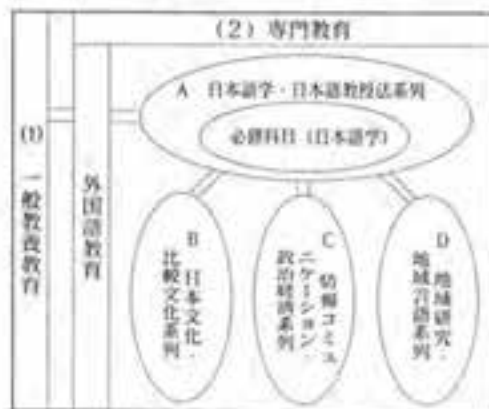 (2) 専門教育
(1) 一般教養教育
外国語教育
A 日本語学・日本語教授法系列
必修科目(日本語学)
B 日本文化・
比較文化系列
C 情報コミュ
ニケーション・
政治経済系列
D 地域研究・
地域言語系列